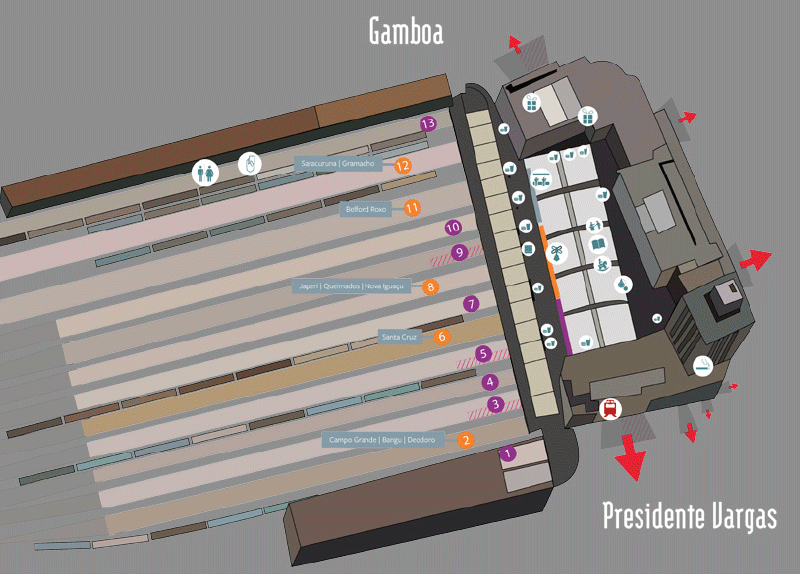 Gamboa
13
Saracuruna | Gramacho
12
Belford Roxo
11
10
9
Japeri | Queimados | Nova Iguaçu
8
7
Santa Cruz
6
5
4
3
Campo Grande | Bangu | Deodoro
2
1
Presidente Vargas